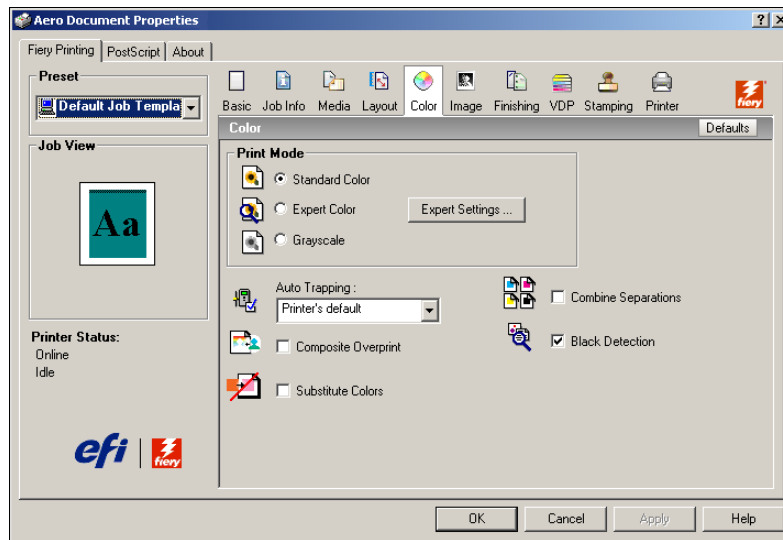 Aero Document Properties
Fiery Printing PostScript About
Preset
Default Job Templa
Basic Job Info Media Layout Color Image Finishing VDP Stamping Printer
fiery
Color Defaults
Job View
Aa
Print Mode
Standard Color
Expert Color Expert Settings ...
Grayscale
Auto Trapping :
Printer's default
Combine Separations
Composite Overprint
Black Detection
Substitute Colors
Printer Status:
Online
Idle
efi fiery
OK Cancel Apply Help